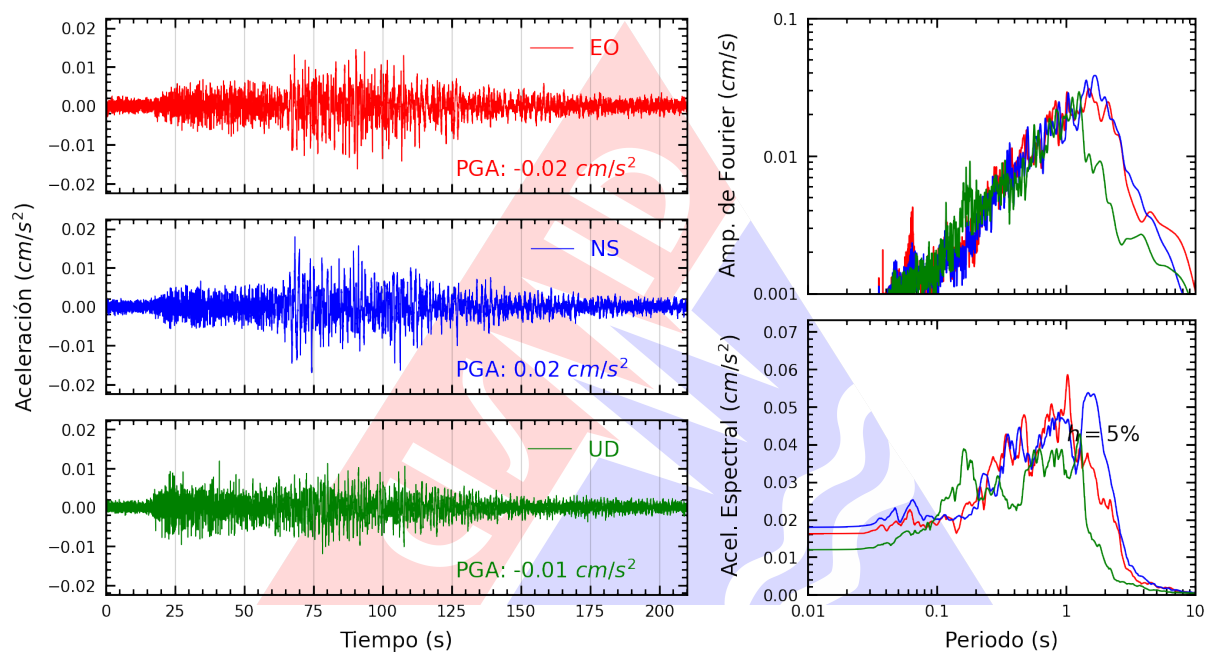 Aceleración (cm/s²)
0.02
0.01
0.00
−0.01
−0.02
EO
PGA: -0.02 cm/s²
0.02
0.01
0.00
−0.01
−0.02
NS
PGA: 0.02 cm/s²
0.02
0.01
0.00
−0.01
−0.02
UD
PGA: -0.01 cm/s²
0 25 50 75 100 125 150 175 200
Tiempo (s)
Amp. de Fourier (cm/s)
0.1
0.01
0.001
Acel. Espectral (cm/s²)
0.07
0.06
0.05
0.04
0.03
0.02
0.01
0.00
h = 5%
0.01 0.1 1 10
Periodo (s)